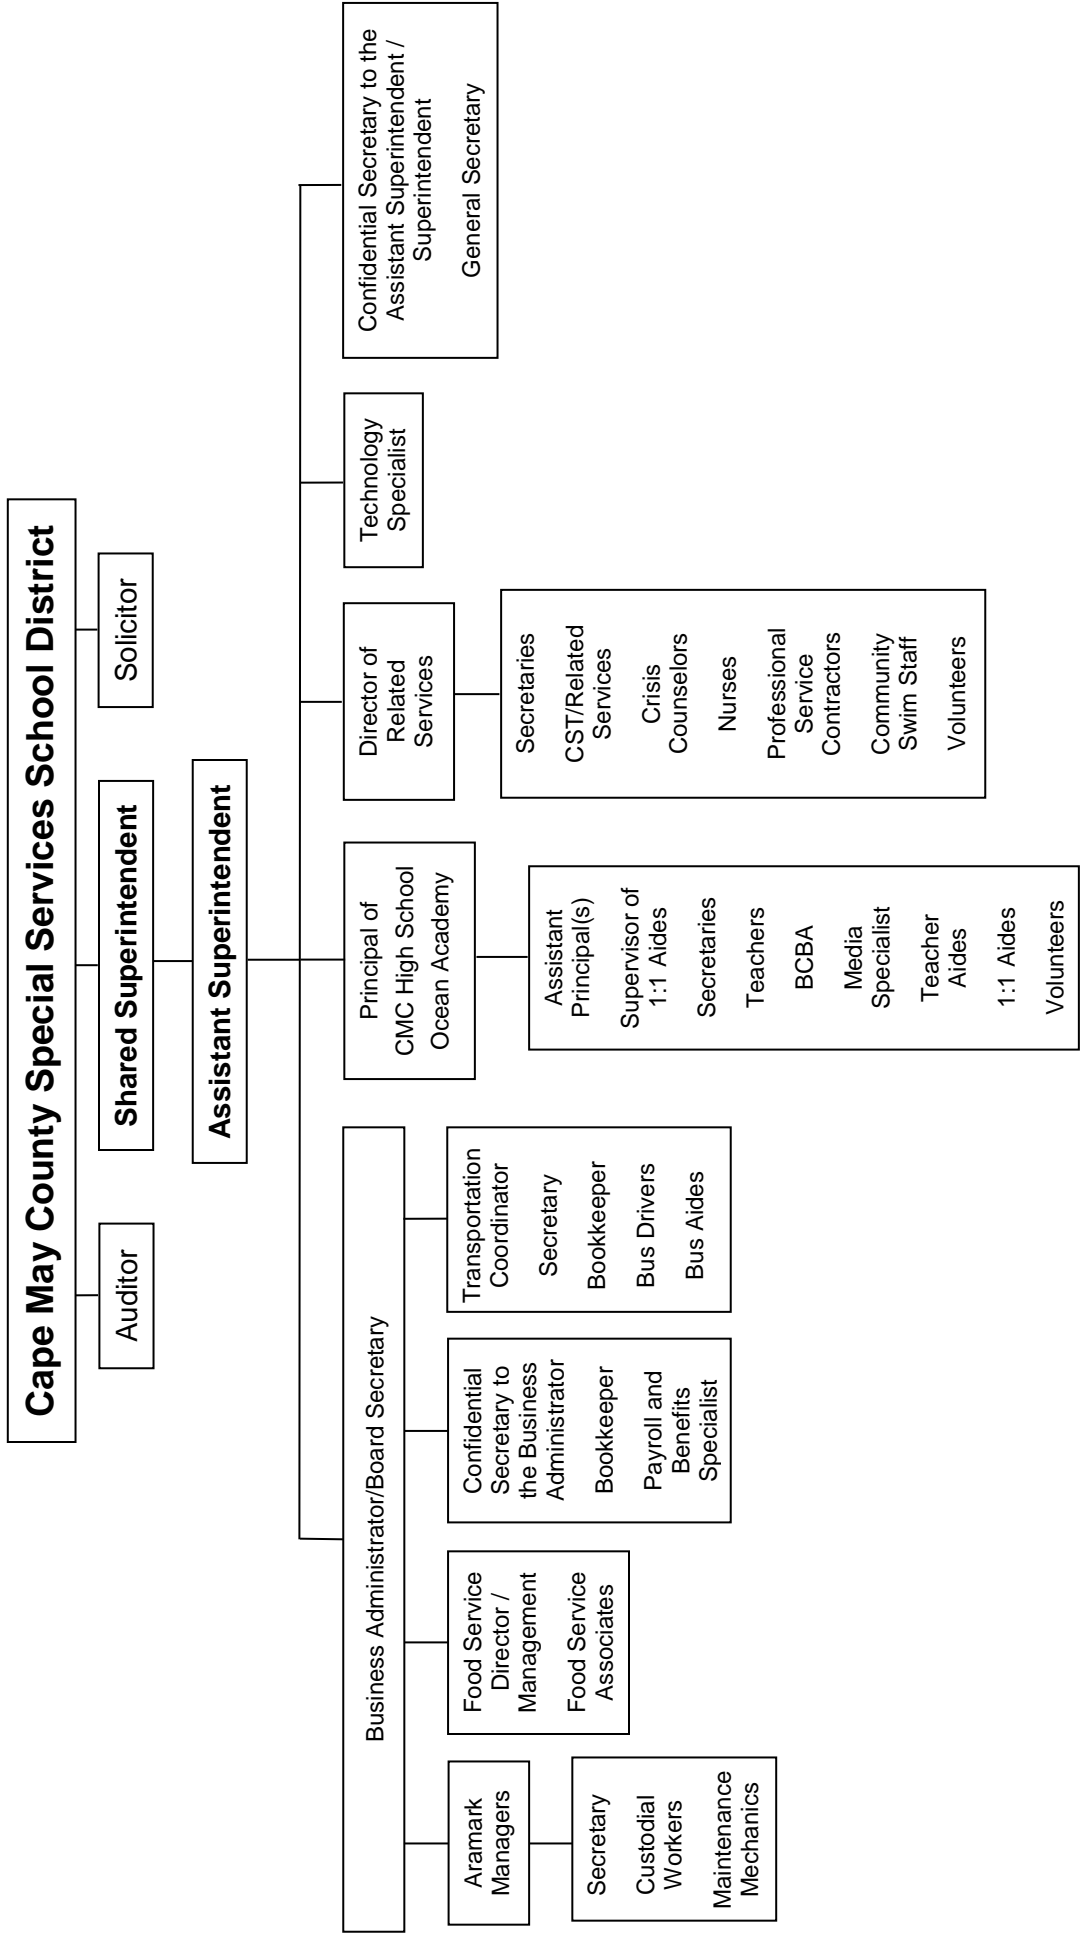 Cape May County Special Services School District
Auditor
Shared Superintendent
Solicitor
Assistant Superintendent
Business Administrator/Board Secretary
Aramark
Managers
Secretary
Custodial
Workers
Maintenance
Mechanics
Food Service
Director /
Management
Food Service
Associates
Confidential
Secretary to
the Business
Administrator
Bookkeeper
Payroll and
Benefits
Specialist
Transportation
Coordinator
Secretary
Bookkeeper
Bus Drivers
Bus Aides
Principal of
CMC High School
Ocean Academy
Assistant
Principal(s)
Supervisor of
1:1 Aides
Secretaries
Teachers
BCBA
Media
Specialist
Teacher
Aides
1:1 Aides
Volunteers
Director of
Related
Services
Secretaries
CST/Related
Services
Crisis
Counselors
Nurses
Professional
Service
Contractors
Community
Swim Staff
Volunteers
Technology
Specialist
Confidential Secretary to the
Assistant Superintendent /
Superintendent
General Secretary